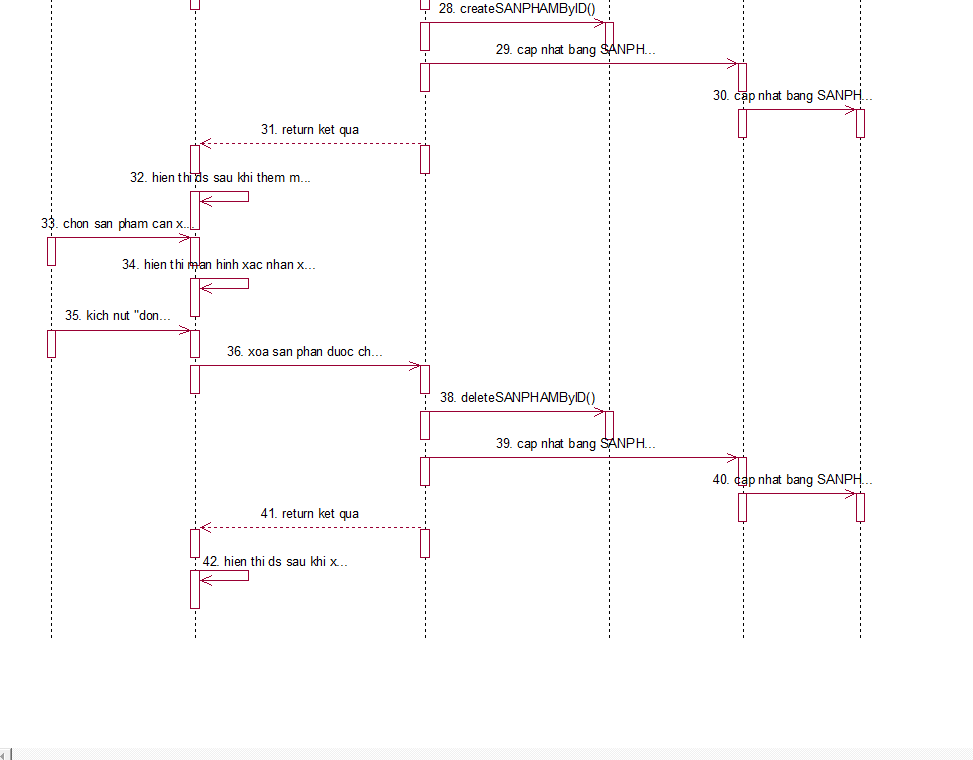 28. createSANPHAMByID()
29. cap nhat bang SANPH...
30. cap nhat bang SANPH...
31. return ket qua
32. hien thi ds sau khi them m...
33. chon san pham can x...
34. hien thi man hinh xac nhan x...
35. kich nut "don...
36. xoa san phan duoc ch...
38. deleteSANPHAMByID()
39. cap nhat bang SANPH...
40. cap nhat bang SANPH...
41. return ket qua
42. hien thi ds sau khi x...